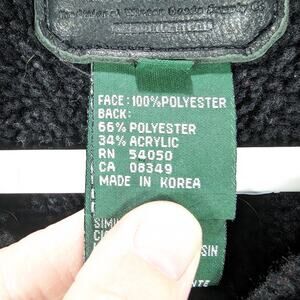 FACE: 100% POLYESTER
BACK:
66% POLYESTER
34% ACRYLIC
RN 54050
CA 08349
MADE IN KOREA